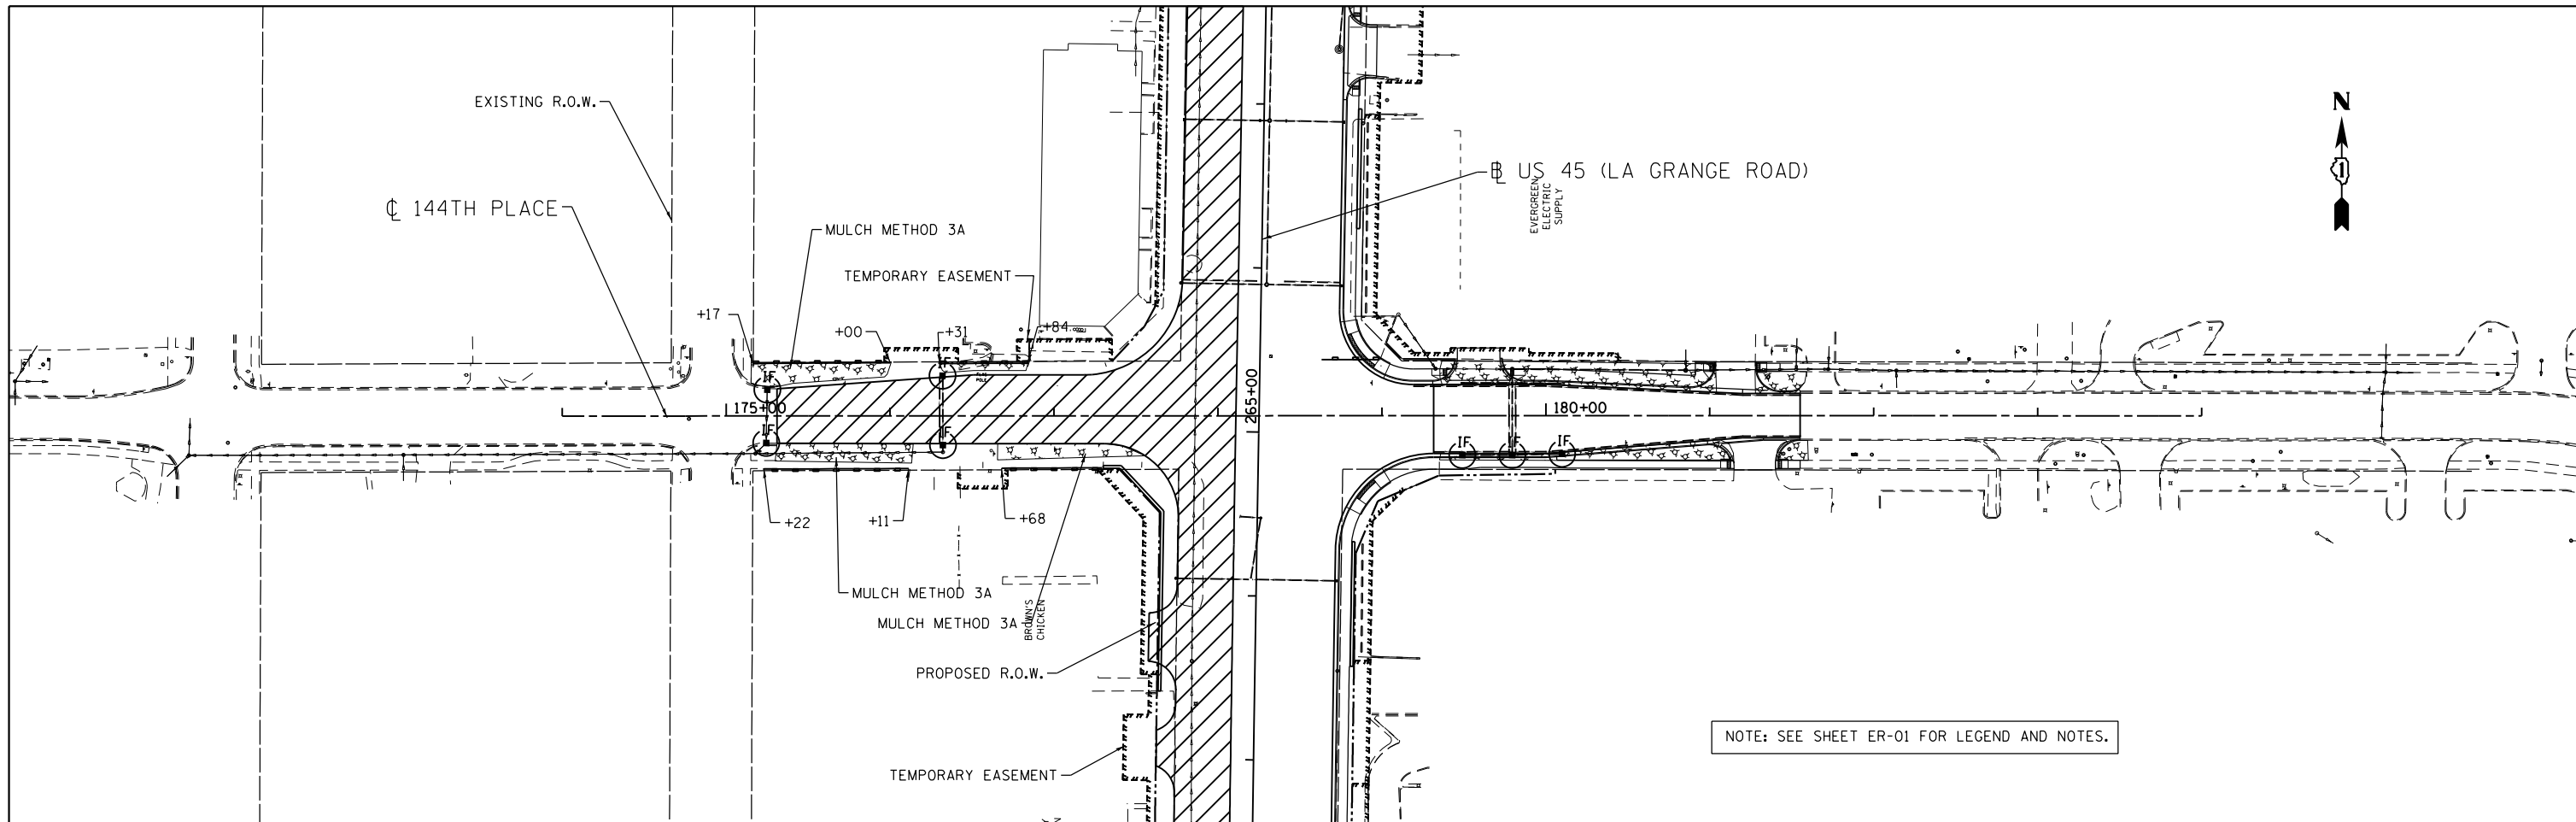 N
1
EXISTING R.O.W.
℄ 144TH PLACE
MULCH METHOD 3A
TEMPORARY EASEMENT
+17
+00
+31
+84
IF
IF
175+00
IF
IF
+22
+11
+68
MULCH METHOD 3A
MULCH METHOD 3A
BROWN'S
CHICKEN
PROPOSED R.O.W.
TEMPORARY EASEMENT
265+00
B US 45 (LA GRANGE ROAD)
EVERGREEN
ELECTRIC
SUPPLY
180+00
IF
IF
IF
NOTE: SEE SHEET ER-01 FOR LEGEND AND NOTES.